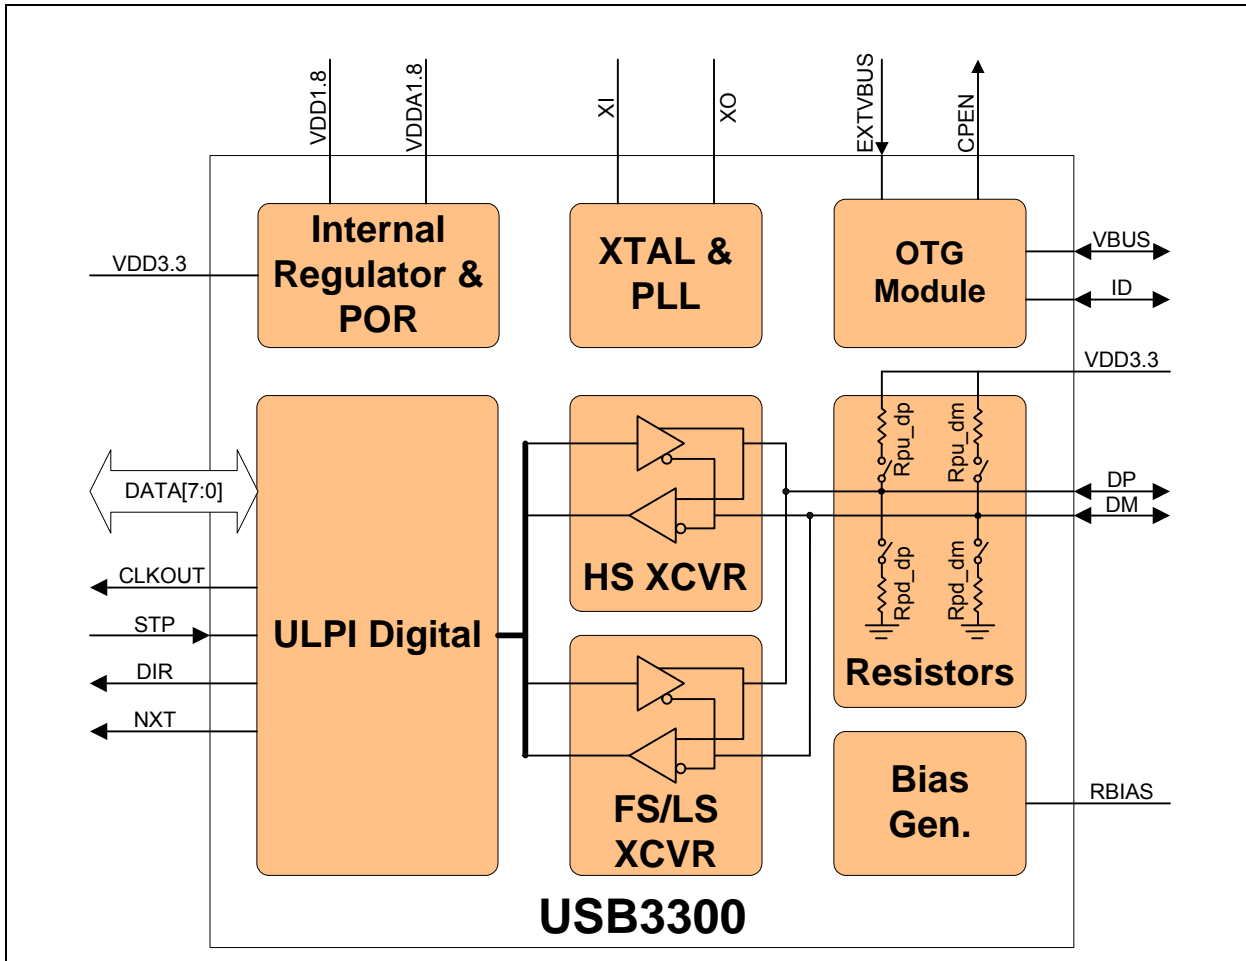 VDD1.8
VDDA1.8
XI
XO
EXTVBUS
CPEN
Internal
Regulator &
POR
XTAL &
PLL
OTG
Module
VBUS
ID
VDD3.3
VDD3.3
Rpu_dp
Rpu_dm
DATA[7:0]
DP
DM
Rpd_dp
Rpd_dm
HS XCVR
CLKOUT
STP
DIR
NXT
ULPI Digital
Resistors
FS/LS
XCVR
Bias
Gen.
RBIAS
USB3300